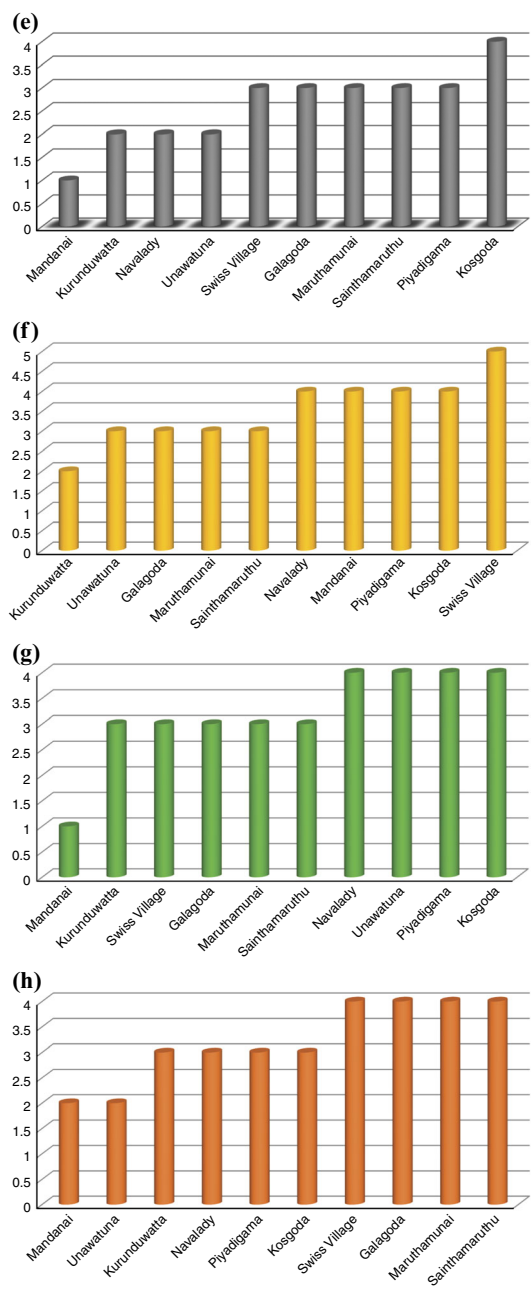 (e)
4
3.5
3
2.5
2
1.5
1
0.5
0
Mandanai
Kurunduwatta
Navalady
Unawatuna
Swiss Village
Galagoda
Maruthamunai
Sainthamaruthu
Piyadigama
Kosgoda
(f)
5
4.5
4
3.5
3
2.5
2
1.5
1
0.5
0
Kurunduwatta
Unawatuna
Galagoda
Maruthamunai
Sainthamaruthu
Navalady
Mandanai
Piyadigama
Kosgoda
Swiss Village
(g)
4
3.5
3
2.5
2
1.5
1
0.5
0
Mandanai
Kurunduwatta
Swiss Village
Galagoda
Maruthamunai
Sainthamaruthu
Navalady
Unawatuna
Piyadigama
Kosgoda
(h)
4
3.5
3
2.5
2
1.5
1
0.5
0
Mandanai
Unawatuna
Kurunduwatta
Navalady
Piyadigama
Kosgoda
Swiss Village
Galagoda
Maruthamunai
Sainthamaruthu